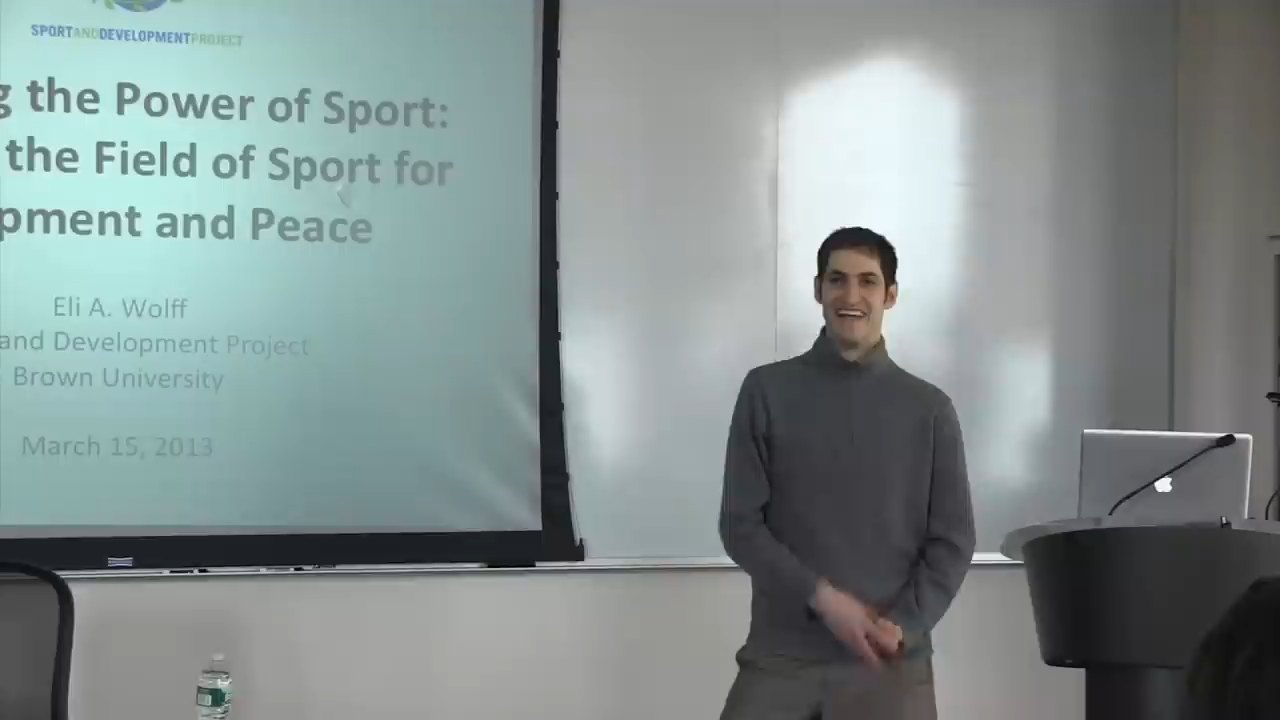 SPORTANDDEVELOPMENTPROJECT
g the Power of Sport:
the Field of Sport for
pment and Peace
Eli A. Wolff
and Development Project
Brown University
March 15, 2013